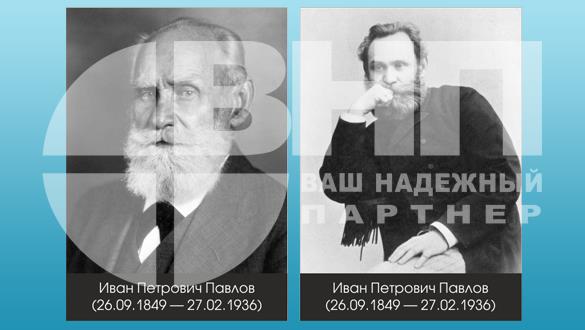 ВНП
ВАШ НАДЕЖНЫЙ
ПАРТНЕР
Иван Петрович Павлов
(26.09.1849 — 27.02.1936)
Иван Петрович Павлов
(26.09.1849 — 27.02.1936)